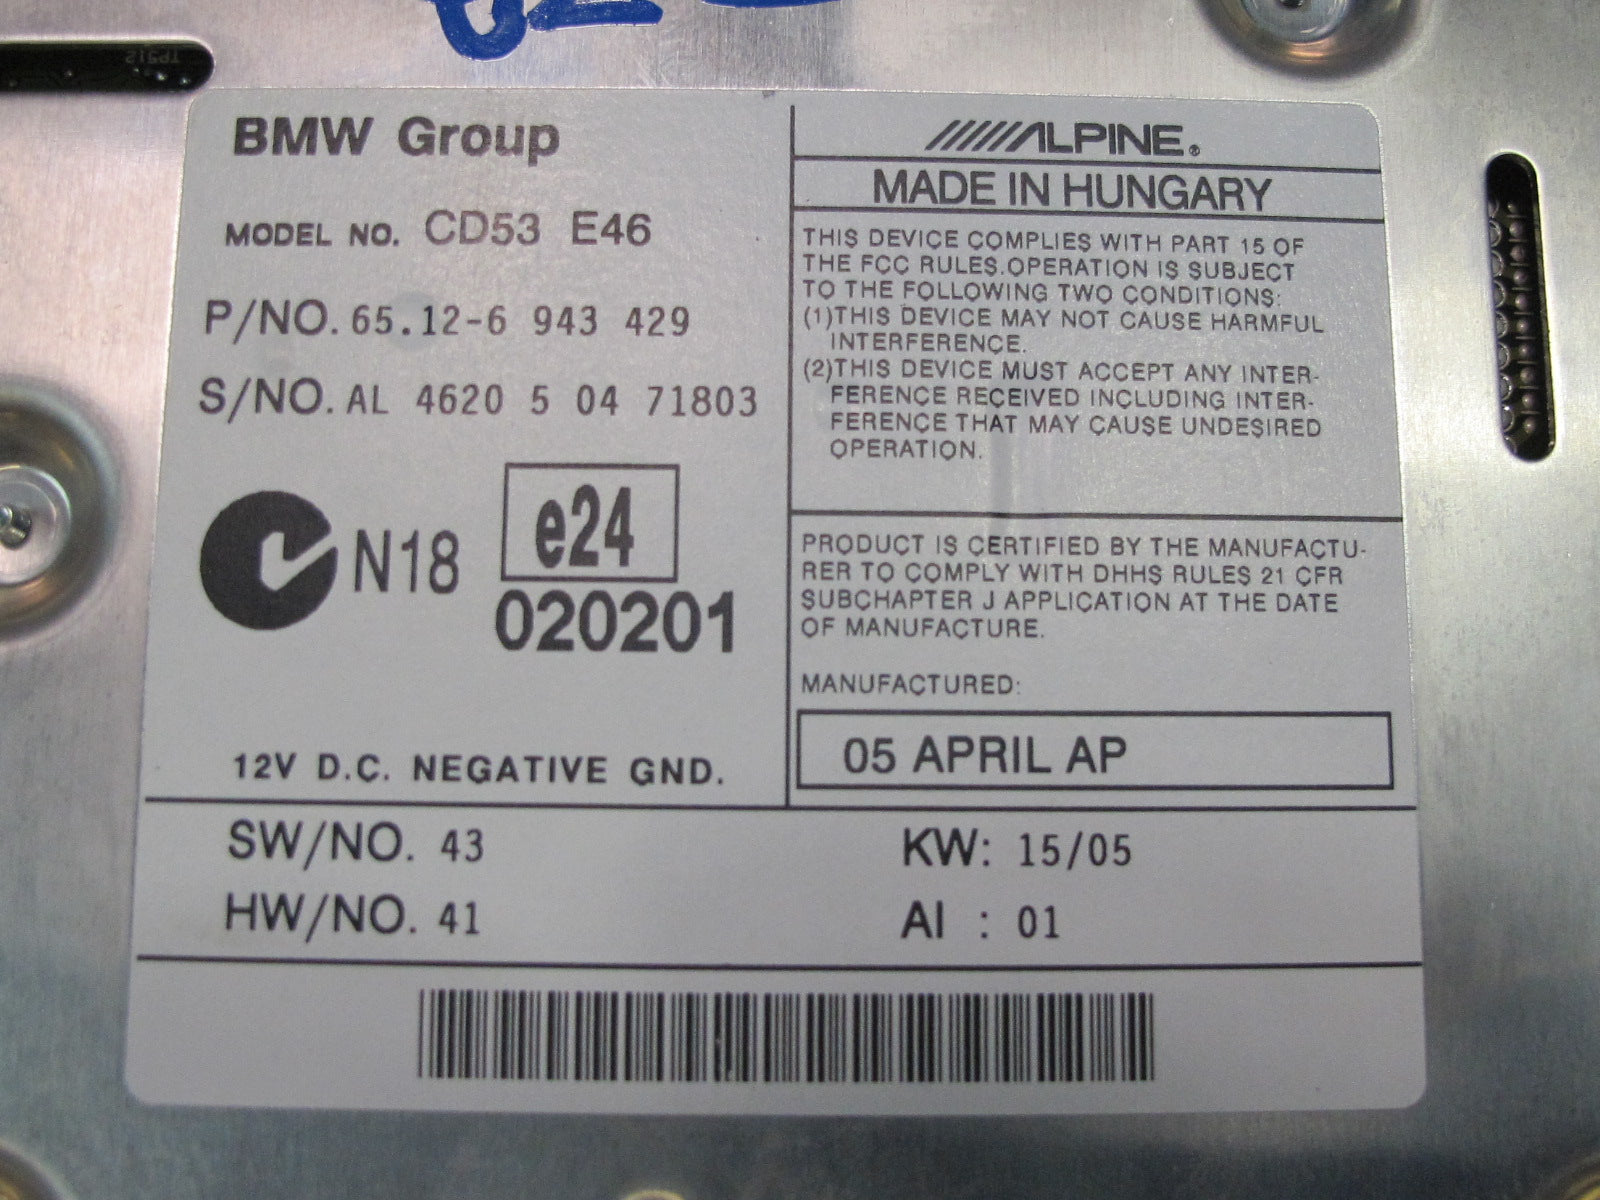 TP512
BMW Group
MODEL NO. CD53 E46
P/NO. 65.12-6 943 429
S/NO. AL 4620 5 04 71803
N18
e24
020201
12V D.C. NEGATIVE GND.
ALPINE®
MADE IN HUNGARY
THIS DEVICE COMPLIES WITH PART 15 OF
THE FCC RULES.OPERATION IS SUBJECT
TO THE FOLLOWING TWO CONDITIONS:
(1)THIS DEVICE MAY NOT CAUSE HARMFUL
INTERFERENCE.
(2)THIS DEVICE MUST ACCEPT ANY INTER-
FERENCE RECEIVED INCLUDING INTER-
FERENCE THAT MAY CAUSE UNDESIRED
OPERATION.
PRODUCT IS CERTIFIED BY THE MANUFACTU-
RER TO COMPLY WITH DHHS RULES 21 CFR
SUBCHAPTER J APPLICATION AT THE DATE
OF MANUFACTURE.
MANUFACTURED:
05 APRIL AP
SW/NO. 43
KW: 15/05
HW/NO. 41
AI : 01